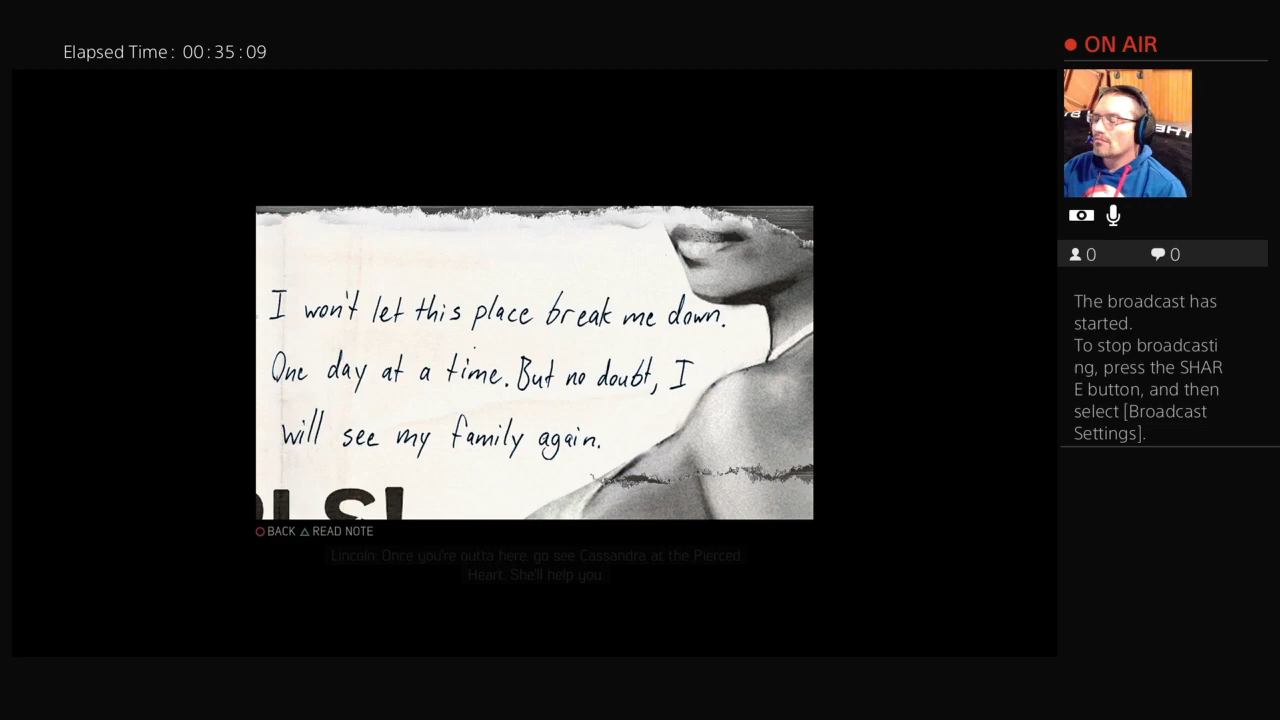 Elapsed Time: 00:35:09
ON AIR
0 0
The broadcast has
started.
To stop broadcasti
ng, press the SHAR
E button, and then
select [Broadcast
Settings].
I won't let this place break me down.
One day at a time. But no doubt, I
will see my family again.
LS!
BACK READ NOTE
Lincoln: Once you're outta here, go see Cassandra at the Pierced
Heart. She'll help you.